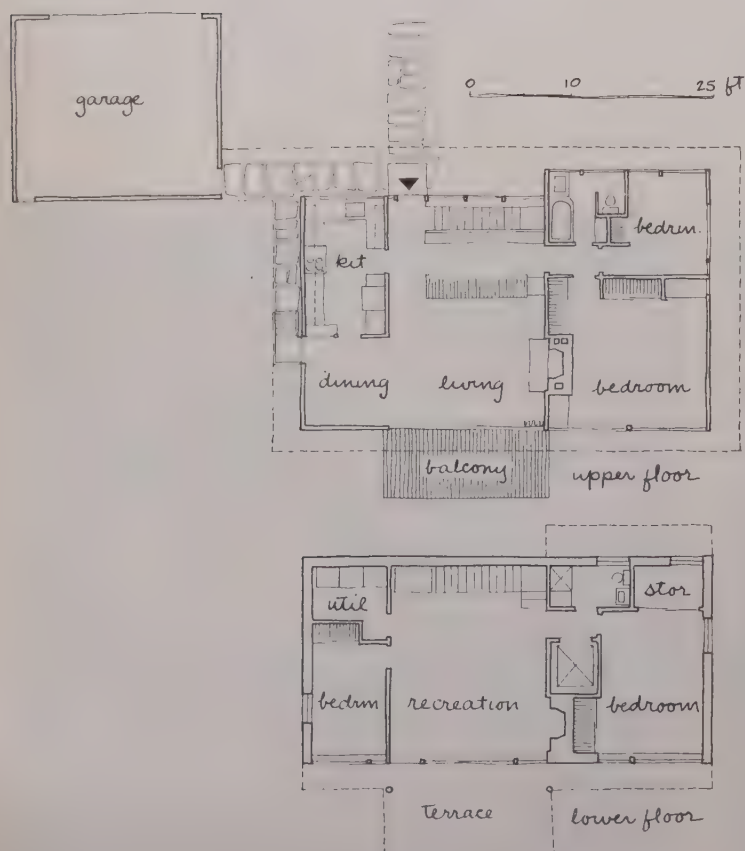 garage
0 10 25 ft
kit
bedrm.
dining
living
bedroom
balcony
upper floor
util
stor
bedrm
recreation
bedroom
terrace
lower floor